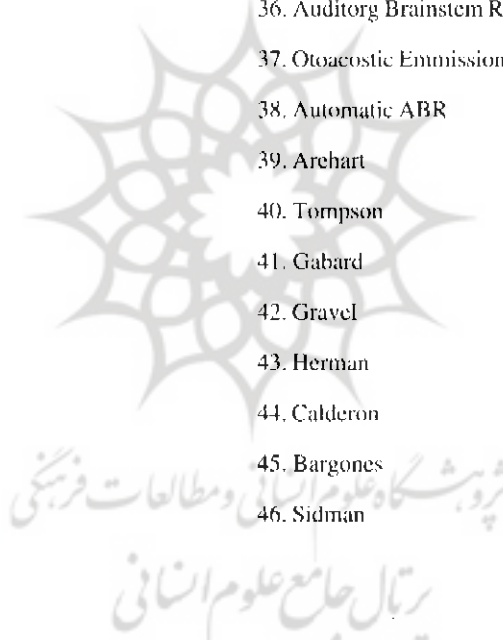 36. Auditorg Brainstem R
37. Otoacostic Emmission
38. Automatic ABR
39. Arehart
40. Tompson
41. Gabard
42. Gravel
43. Herman
44. Calderon
45. Bargones
46. Sidman
پژوهشگاه علوم انسانی و مطالعات فرهنگی
پرتال جامع علوم انسانی